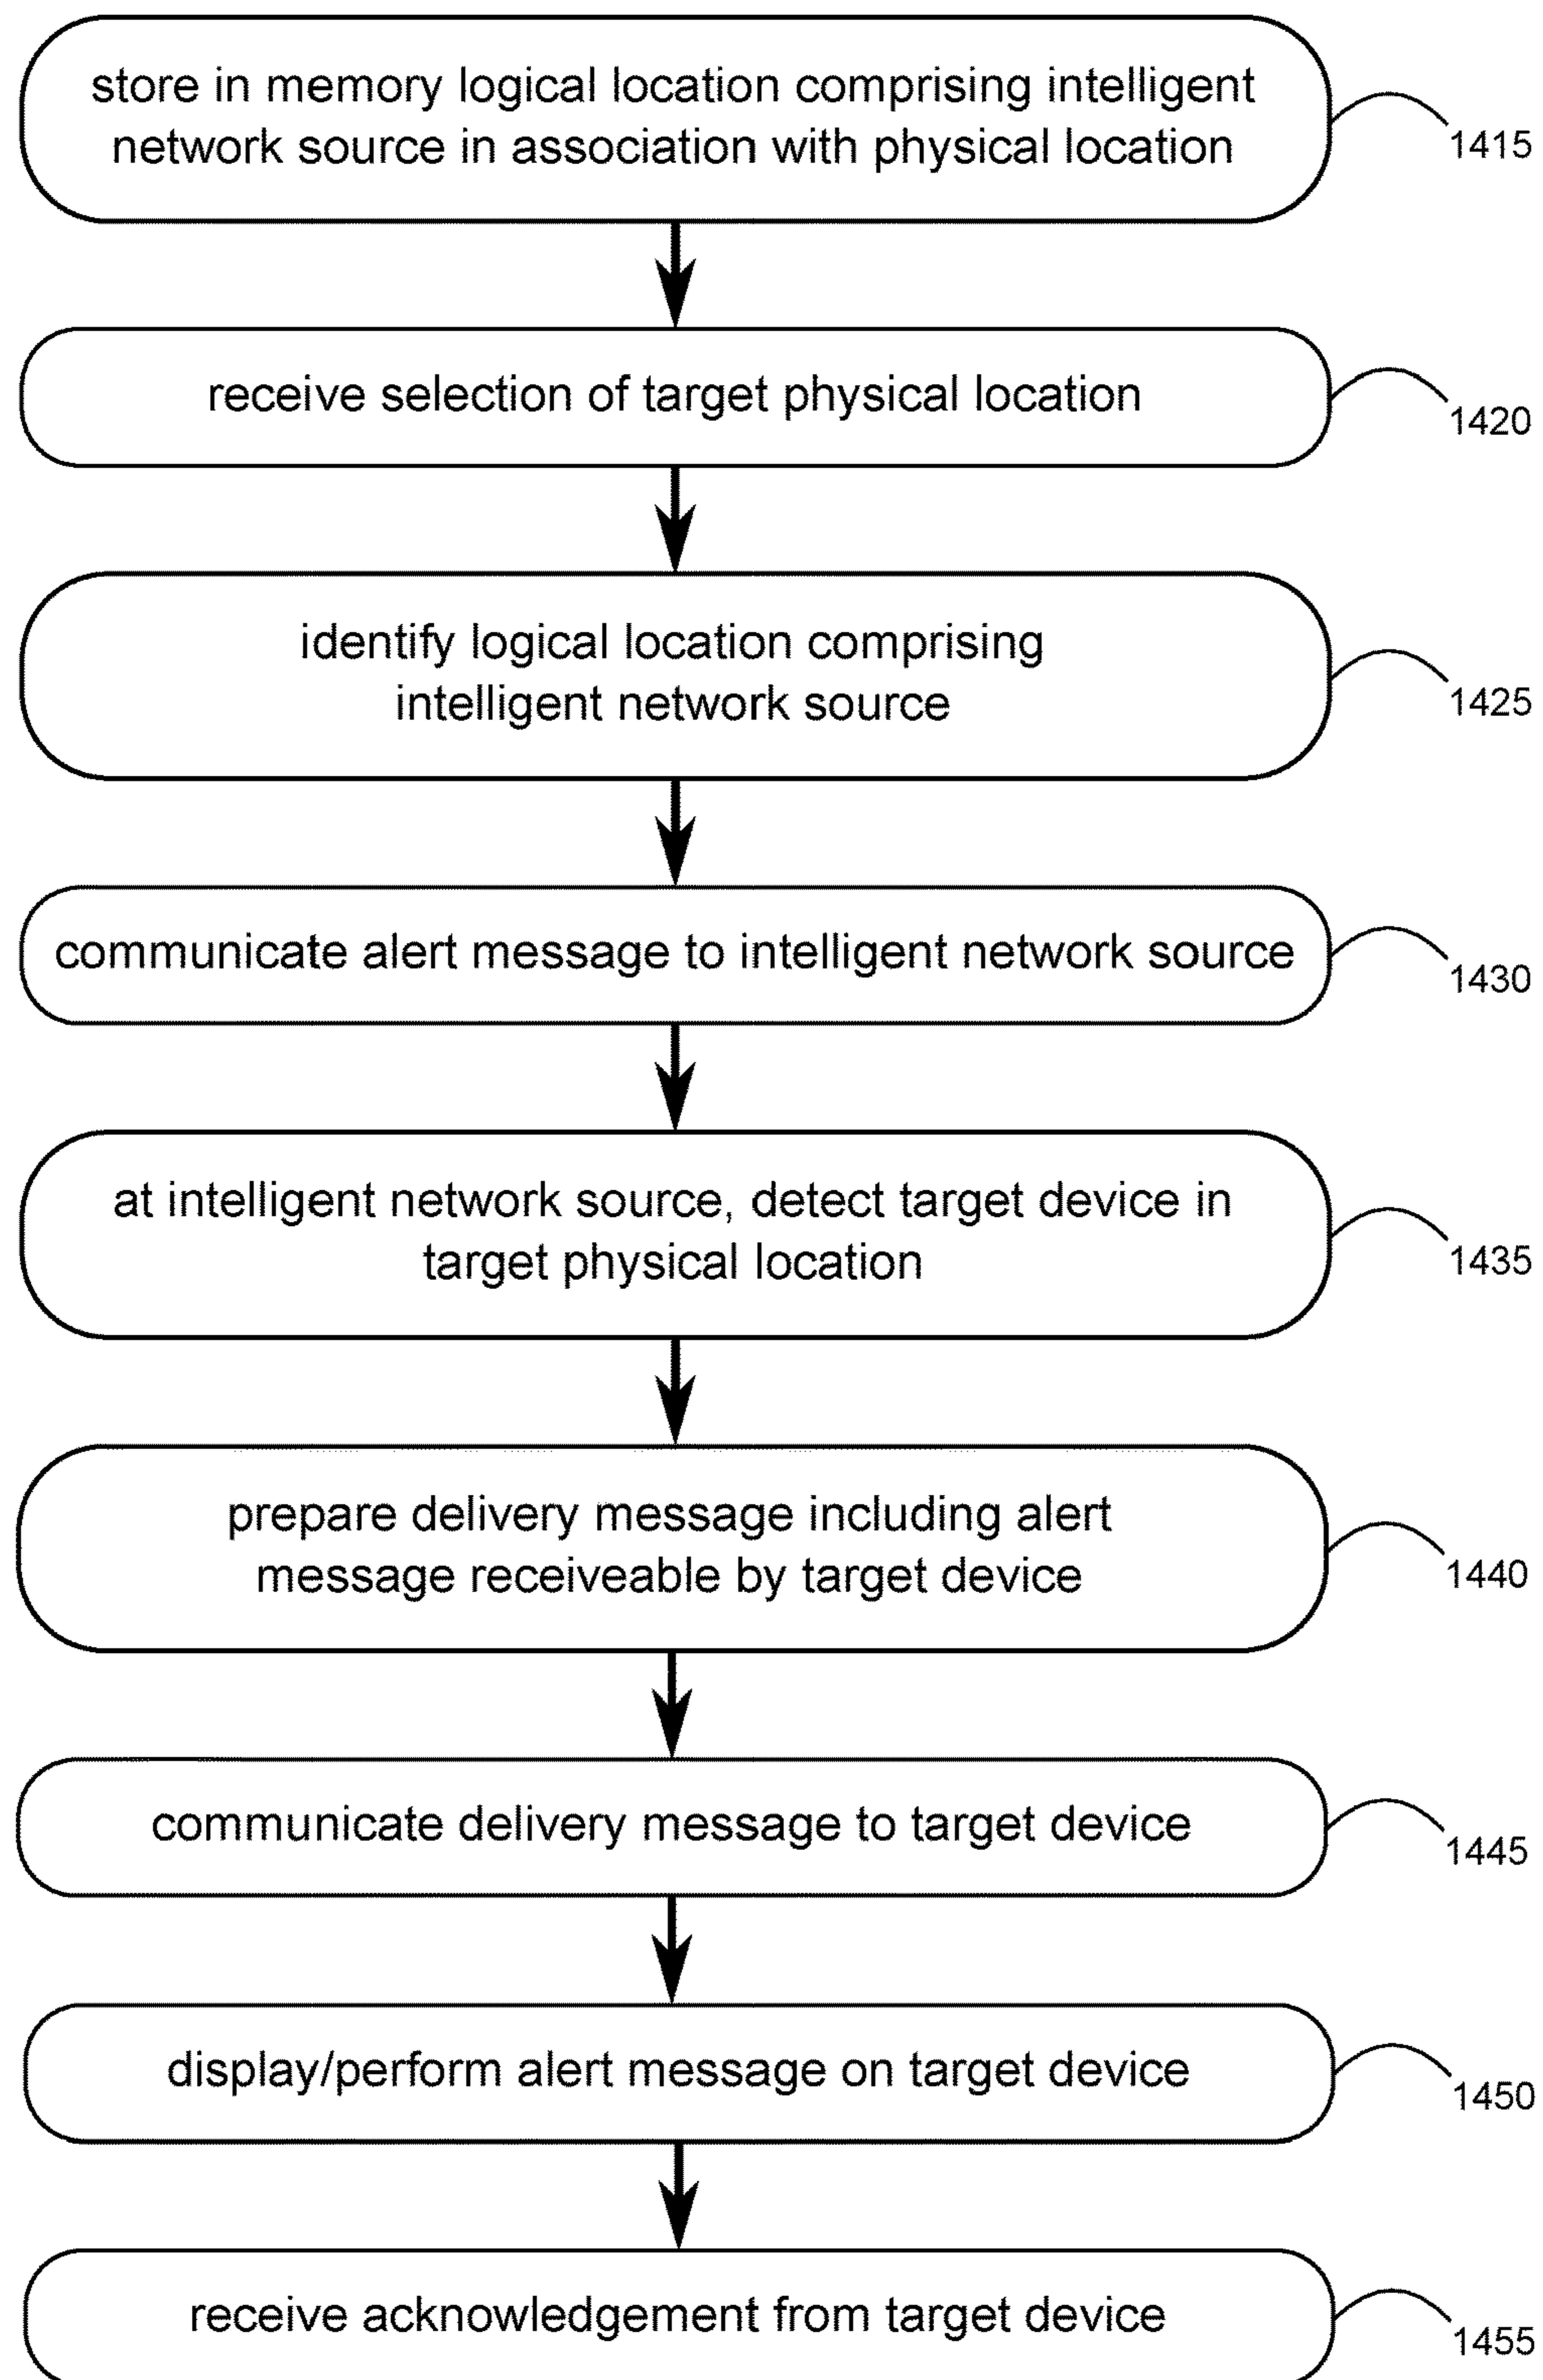 store in memory logical location comprising intelligent
network source in association with physical location
1415
receive selection of target physical location
1420
identify logical location comprising
intelligent network source
1425
communicate alert message to intelligent network source
1430
at intelligent network source, detect target device in
target physical location
1435
prepare delivery message including alert
message receiveable by target device
1440
communicate delivery message to target device
1445
display/perform alert message on target device
1450
receive acknowledgement from target device
1455